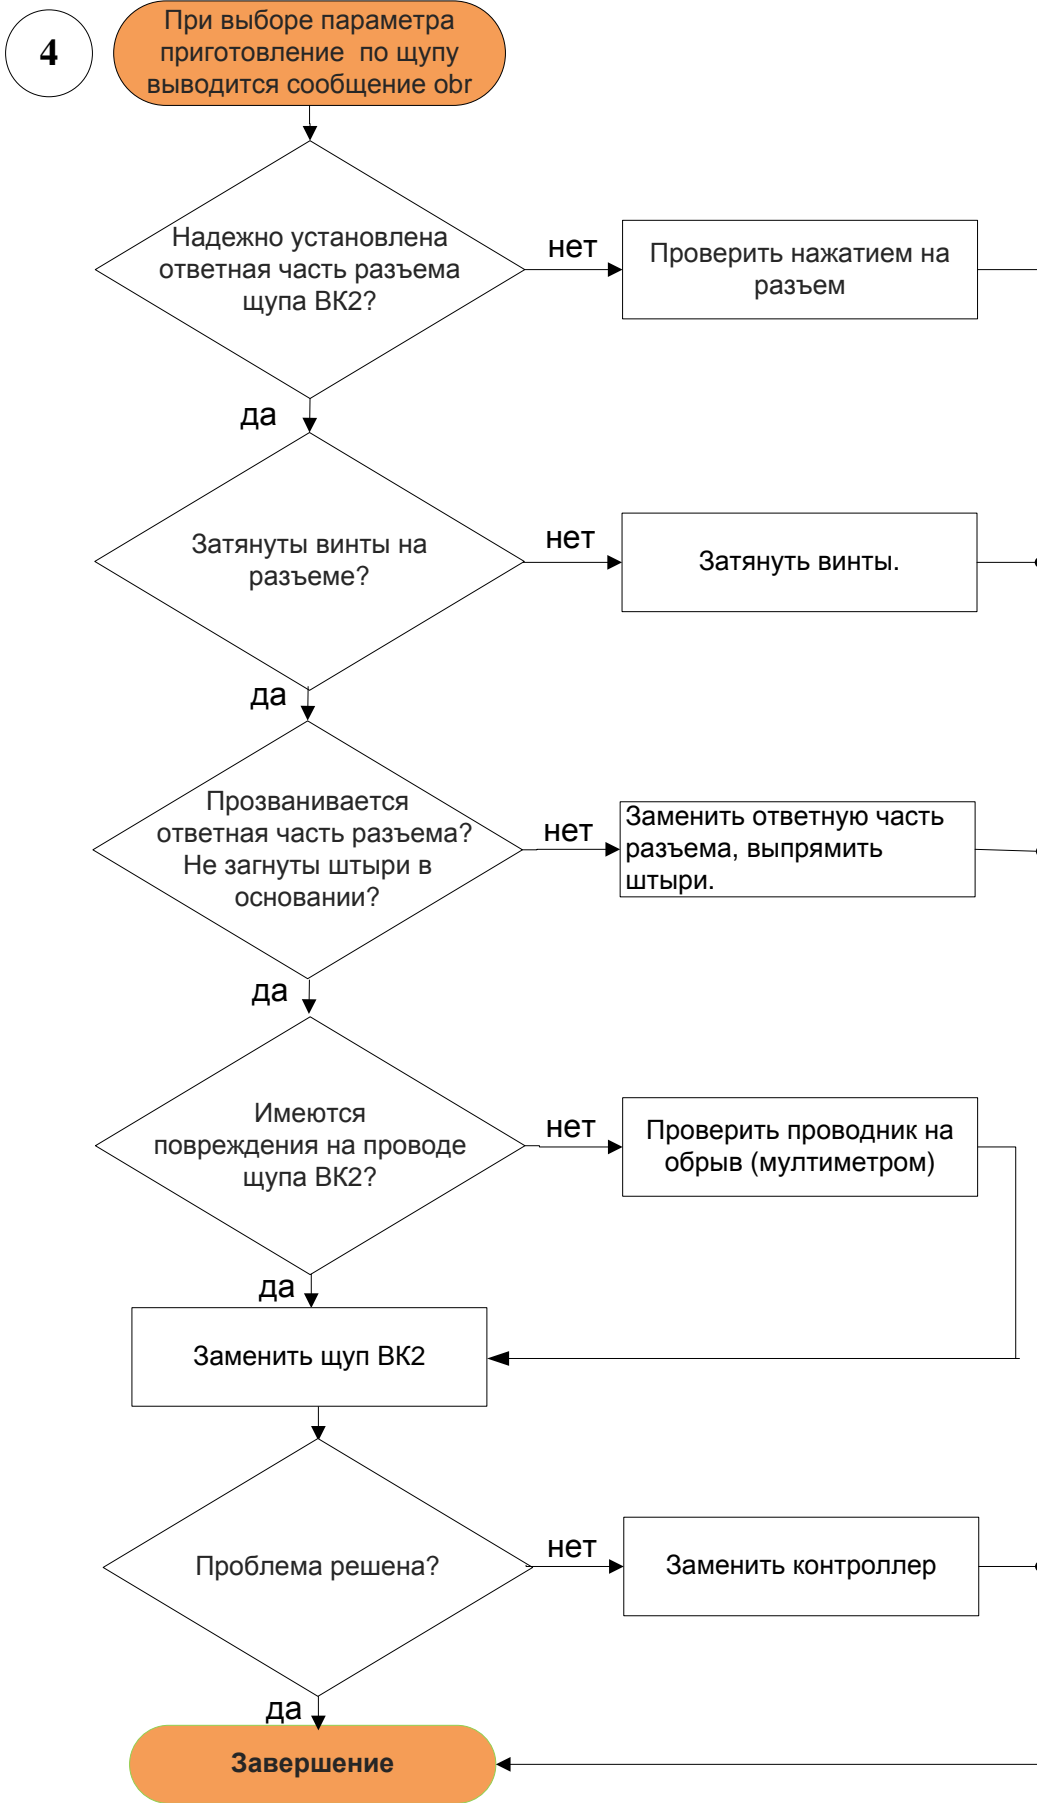 4
При выборе параметра
приготовление по щупу
выводится сообщение obr
Надежно установлена
ответная часть разъема
щупа ВК2?
нет
Проверить нажатием на
разъем
да
Затянуты винты на
разъеме?
нет
Затянуть винты.
да
Прозванивается
ответная часть разъема?
Не загнуты штыри в
основании?
нет
Заменить ответную часть
разъема, выпрямить
штыри.
да
Имеются
повреждения на проводе
щупа ВК2?
нет
Проверить проводник на
обрыв (мултиметром)
да
Заменить щуп ВК2
Проблема решена?
нет
Заменить контроллер
да
Завершение